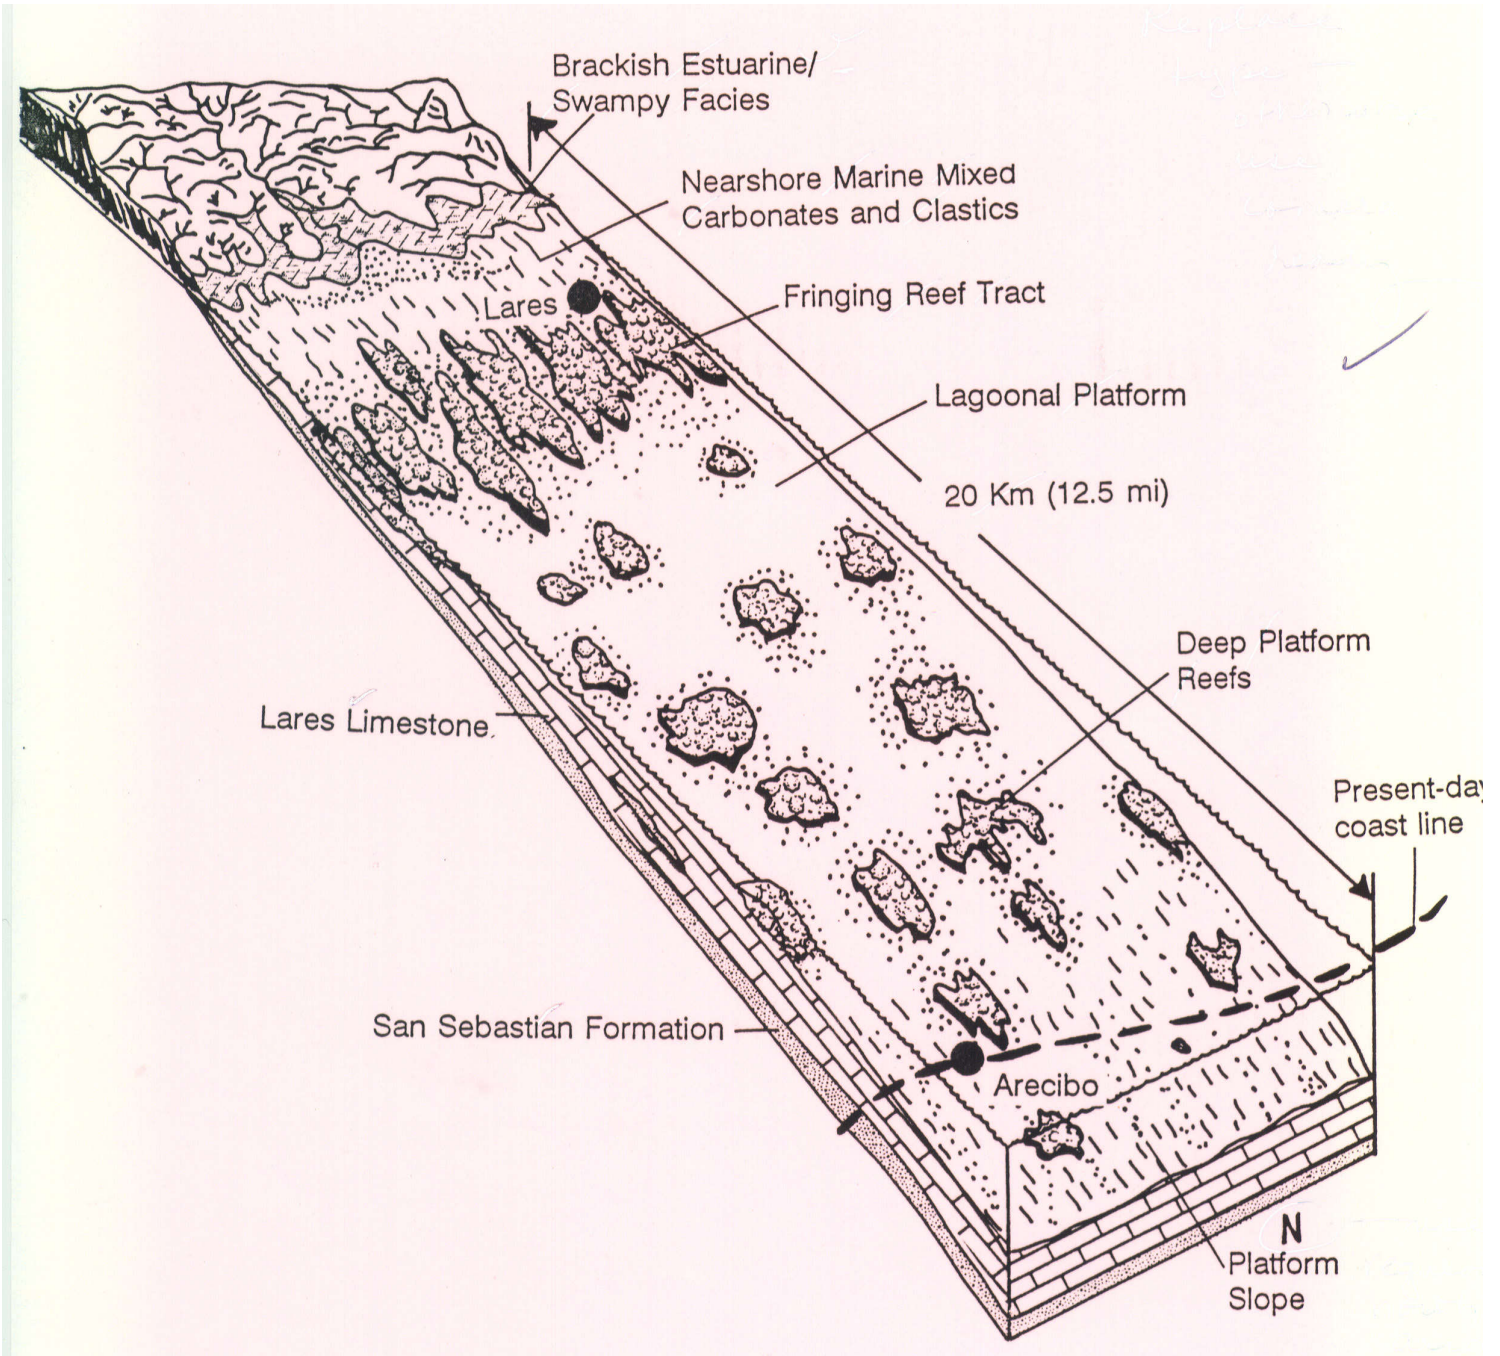 Brackish Estuarine/
Swampy Facies
Nearshore Marine Mixed
Carbonates and Clastics
Lares
Fringing Reef Tract
Lagoonal Platform
20 Km (12.5 mi)
Deep Platform
Reefs
Lares Limestone
Present-day
coast line
San Sebastian Formation
Arecibo
N
Platform
Slope